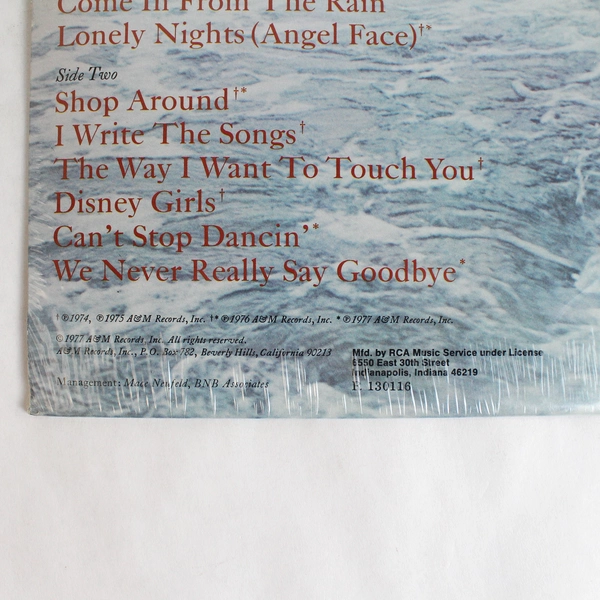 Come In From The Rain
Lonely Nights (Angel Face)†*
Side Two
Shop Around†*
I Write The Songs†
The Way I Want To Touch You†
Disney Girls†
Can't Stop Dancin'*
We Never Really Say Goodbye*
†℗1974, ℗1975 A&M Records, Inc. †*℗1976 A&M Records, Inc. *℗1977 A&M Records, Inc.
©1977 A&M Records, Inc. All rights reserved.
A&M Records, Inc., P.O. Box 782, Beverly Hills, California 90213
Management: Mace Neufeld, BNB Associates
Mfd. by RCA Music Service under License
6550 East 30th Street
Indianapolis, Indiana 46219
R 130116